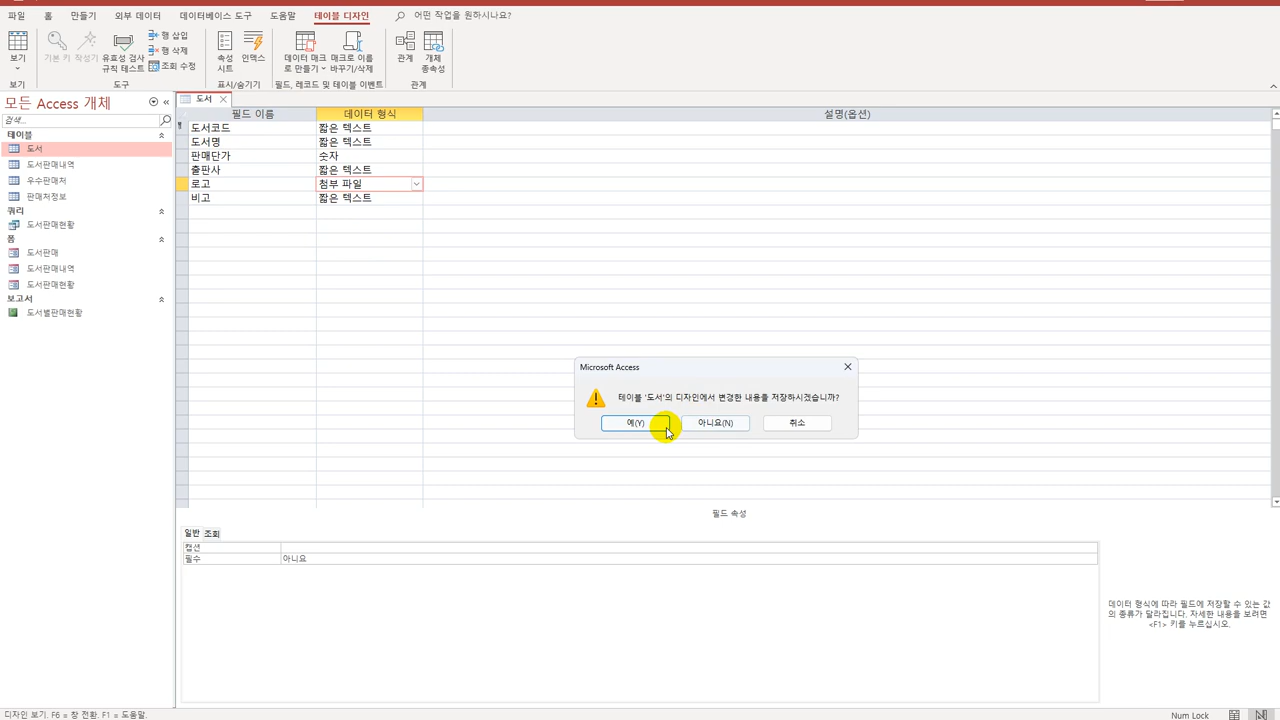 파일 홈 만들기 외부 데이터 데이터베이스 도구 도움말 테이블 디자인 어떤 작업을 원하시나요?
보기
기본 키 작성기 유효성 검사 규칙 테스트
행 삽입
행 삭제
조회 수정
속성 시트
인덱스
데이터 매크로 만들기
매크로 이름 바꾸기/삭제
관계
개체 종속성
보기 도구 표시/숨기기 필드, 레코드 및 테이블 이벤트 관계
모든 Access 개체
검색...
테이블
도서
도서판매내역
우수판매처
판매처정보
쿼리
도서판매현황
폼
도서판매
도서판매내역
도서판매현황
보고서
도서별판매현황
도서
필드 이름 데이터 형식 설명(옵션)
도서코드 짧은 텍스트
도서명 짧은 텍스트
판매단가 숫자
출판사 짧은 텍스트
로고 첨부 파일
비고 짧은 텍스트
Microsoft Access
테이블 '도서'의 디자인에서 변경한 내용을 저장하시겠습니까?
예(Y) 아니요(N) 취소
필드 속성
일반 조회
캡션
필수 아니요
데이터 형식에 따라 필드에 저장할 수 있는 값
의 종류가 달라집니다. 자세한 내용을 보려면
<F1> 키를 누르십시오.
디자인 보기. F6 = 창 전환. F1 = 도움말.
Num Lock